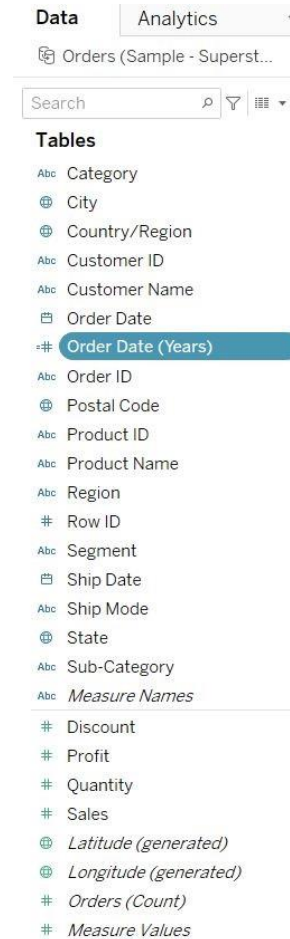 Data Analytics
Orders (Sample - Superst...
Search
Tables
Abc Category
City
Country/Region
Abc Customer ID
Abc Customer Name
Order Date
=# Order Date (Years)
Abc Order ID
Postal Code
Abc Product ID
Abc Product Name
Abc Region
# Row ID
Abc Segment
Ship Date
Abc Ship Mode
State
Abc Sub-Category
Abc Measure Names
# Discount
# Profit
# Quantity
# Sales
Latitude (generated)
Longitude (generated)
# Orders (Count)
# Measure Values